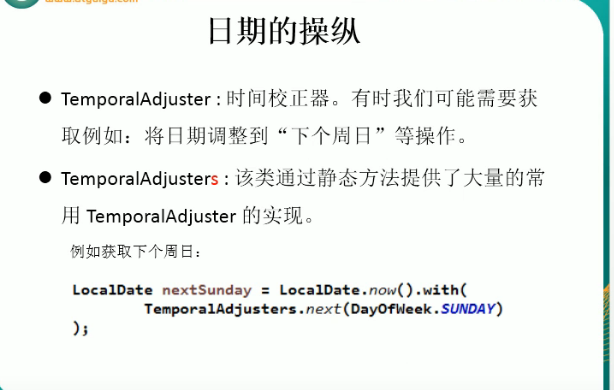 日期的操纵
● TemporalAdjuster : 时间校正器。有时我们可能需要获
取例如：将日期调整到“下个周日”等操作。
● TemporalAdjusters : 该类通过静态方法提供了大量的常
用 TemporalAdjuster 的实现。
例如获取下个周日：
LocalDate nextSunday = LocalDate.now().with(
TemporalAdjusters.next(DayOfWeek.SUNDAY)
);